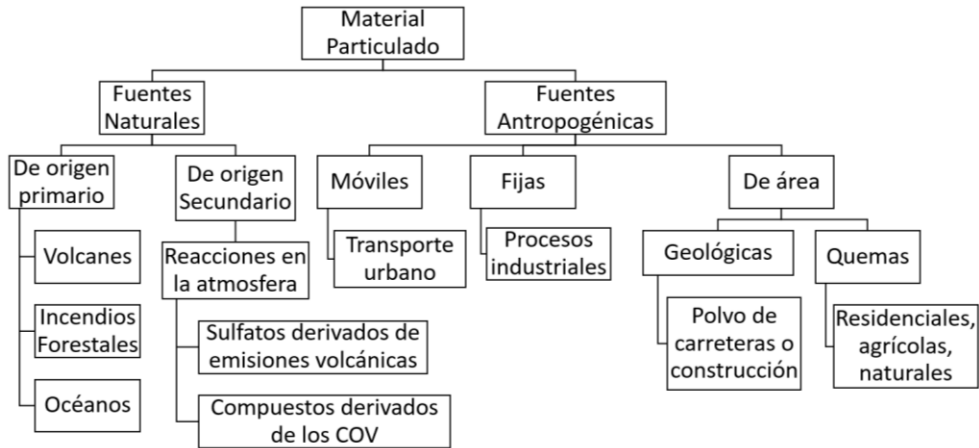 Material
Particulado
Fuentes
Naturales
Fuentes
Antropogénicas
De origen
primario
De origen
Secundario
Móviles
Fijas
De área
Volcanes
Incendios
Forestales
Océanos
Reacciones en
la atmosfera
Sulfatos derivados de
emisiones volcánicas
Compuestos derivados
de los COV
Transporte
urbano
Procesos
industriales
Geológicas
Polvo de
carreteras o
construcción
Quemas
Residenciales,
agrícolas,
naturales